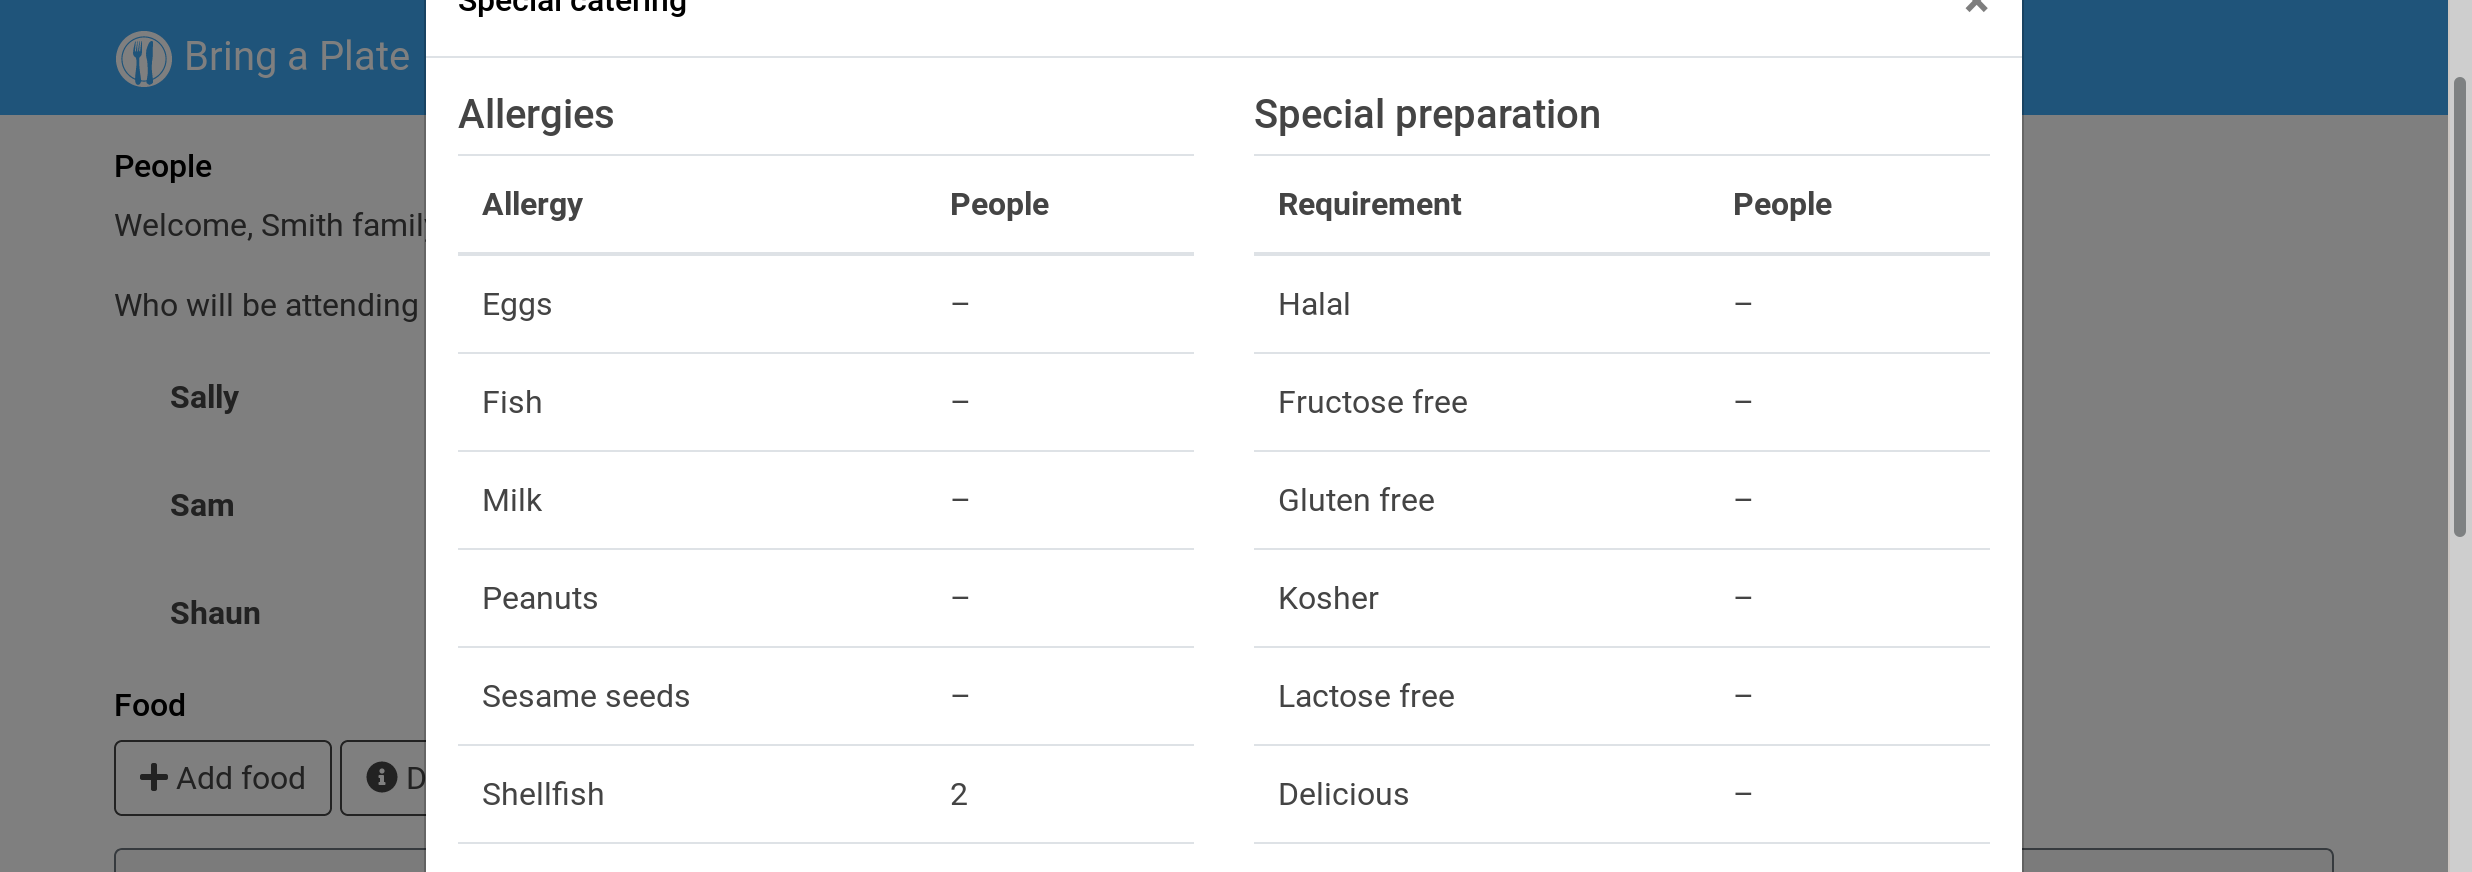 Special catering
×
Bring a Plate
People
Welcome, Smith family
Who will be attending
Sally
Sam
Shaun
Food
Add food
D
Allergies
Allergy People
Eggs –
Fish –
Milk –
Peanuts –
Sesame seeds –
Shellfish 2
Special preparation
Requirement People
Halal –
Fructose free –
Gluten free –
Kosher –
Lactose free –
Delicious –